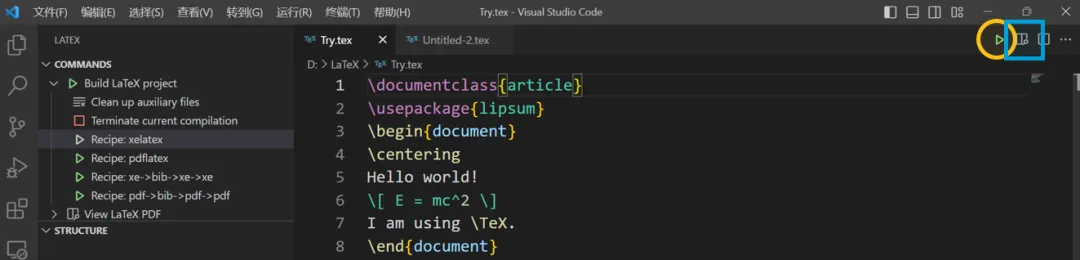 文件(F) 编辑(E) 选择(S) 查看(V) 转到(G) 运行(R) 终端(T) 帮助(H) Try.tex - Visual Studio Code
LATEX
COMMANDS
Build LaTeX project
Clean up auxiliary files
Terminate current compilation
Recipe: xelatex
Recipe: pdflatex
Recipe: xe->bib->xe->xe
Recipe: pdf->bib->pdf->pdf
View LaTeX PDF
STRUCTURE
TEX Try.tex TEX Untitled-2.tex
D: > LaTeX > TEX Try.tex
1 \documentclass{article}
2 \usepackage{lipsum}
3 \begin{document}
4 \centering
5 Hello world!
6 \[ E = mc^2 \]
7 I am using \TeX.
8 \end{document}